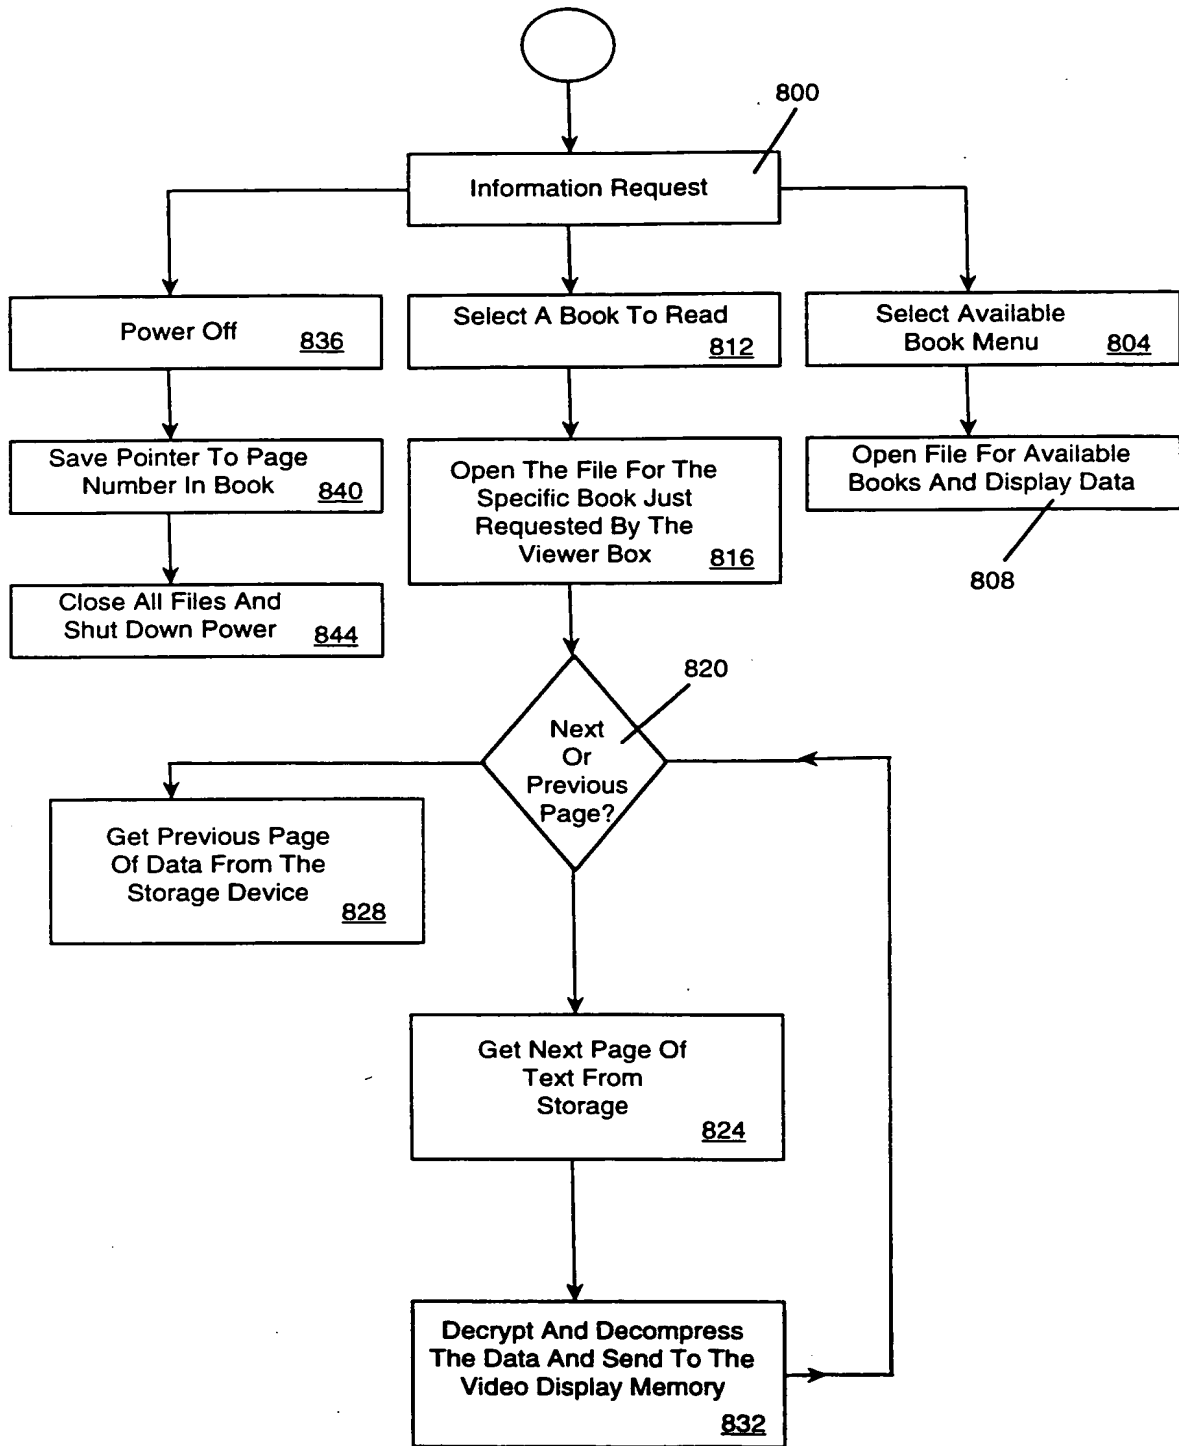 800
Information Request
Power Off
836
Select A Book To Read
812
Select Available
Book Menu 804
Save Pointer To Page
Number In Book 840
Open The File For The
Specific Book Just
Requested By The
Viewer Box 816
Open File For Available
Books And Display Data
808
Close All Files And
Shut Down Power 844
820
Next
Or
Previous
Page?
Get Previous Page
Of Data From The
Storage Device
828
Get Next Page Of
Text From
Storage
824
Decrypt And Decompress
The Data And Send To The
Video Display Memory
832